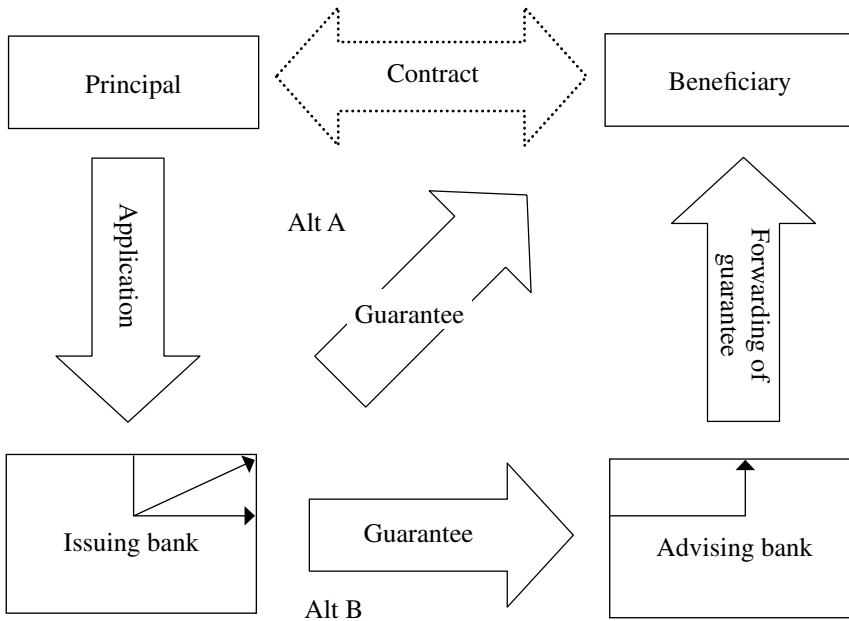 Principal
Contract
Beneficiary
Application
Alt A
Guarantee
Forwarding of
guarantee
Issuing bank
Guarantee
Advising bank
Alt B